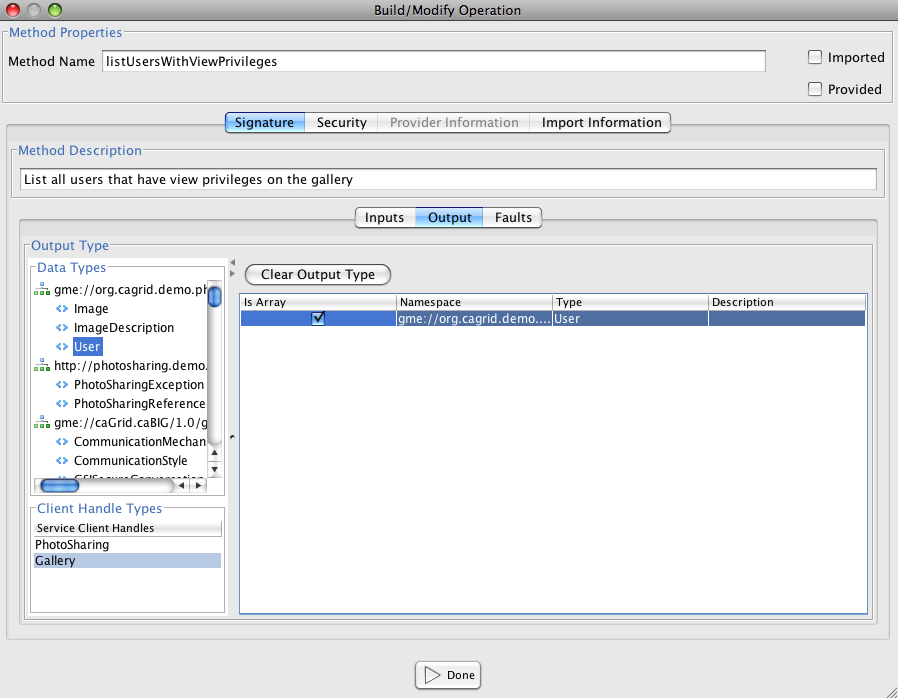 Build/Modify Operation
Method Properties
Method Name listUsersWithViewPrivileges
Imported
Provided
Signature Security Provider Information Import Information
Method Description
List all users that have view privileges on the gallery
Inputs Output Faults
Output Type
Data Types
gme://org.cagrid.demo.ph
Image
ImageDescription
User
http://photosharing.demo.
PhotoSharingException
PhotoSharingReference
gme://caGrid.caBIG/1.0/g
CommunicationMechan
CommunicationStyle
Clear Output Type
Is Array Namespace Type Description
gme://org.cagrid.demo.... User
Client Handle Types
Service Client Handles
PhotoSharing
Gallery
Done